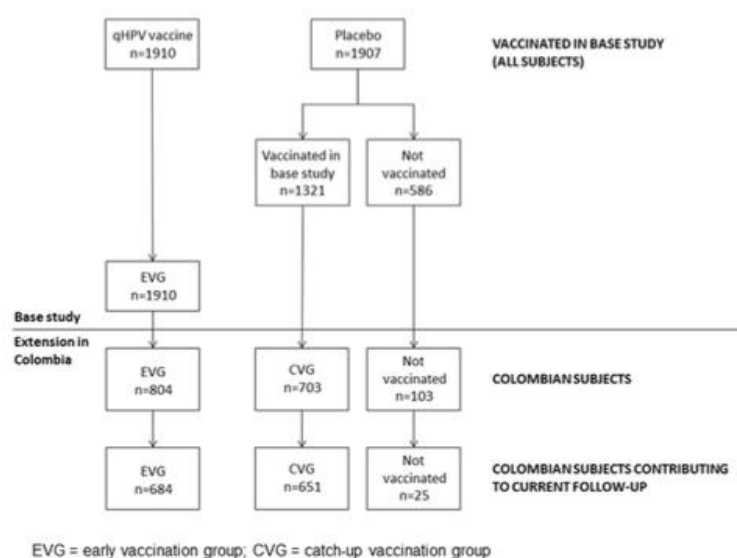 qHPV vaccine
n=1910
Placebo
n=1907
VACCINATED IN BASE STUDY
(ALL SUBJECTS)
Vaccinated in
base study
n=1321
Not
vaccinated
n=586
EVG
n=1910
Base study
Extension in
Colombia
EVG
n=804
CVG
n=703
Not
vaccinated
n=103
COLOMBIAN SUBJECTS
EVG
n=684
CVG
n=651
Not
vaccinated
n=25
COLOMBIAN SUBJECTS CONTRIBUTING
TO CURRENT FOLLOW-UP
EVG = early vaccination group; CVG = catch-up vaccination group